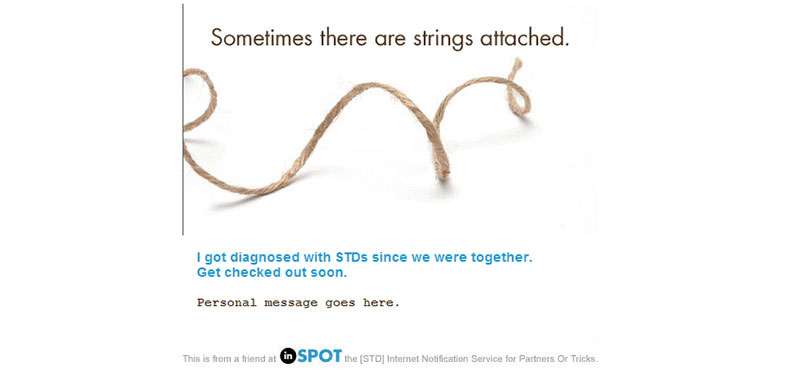 Sometimes there are strings attached.
I got diagnosed with STDs since we were together.
Get checked out soon.
Personal message goes here.
This is from a friend at inSPOT the [STD] Internet Notification Service for Partners Or Tricks.